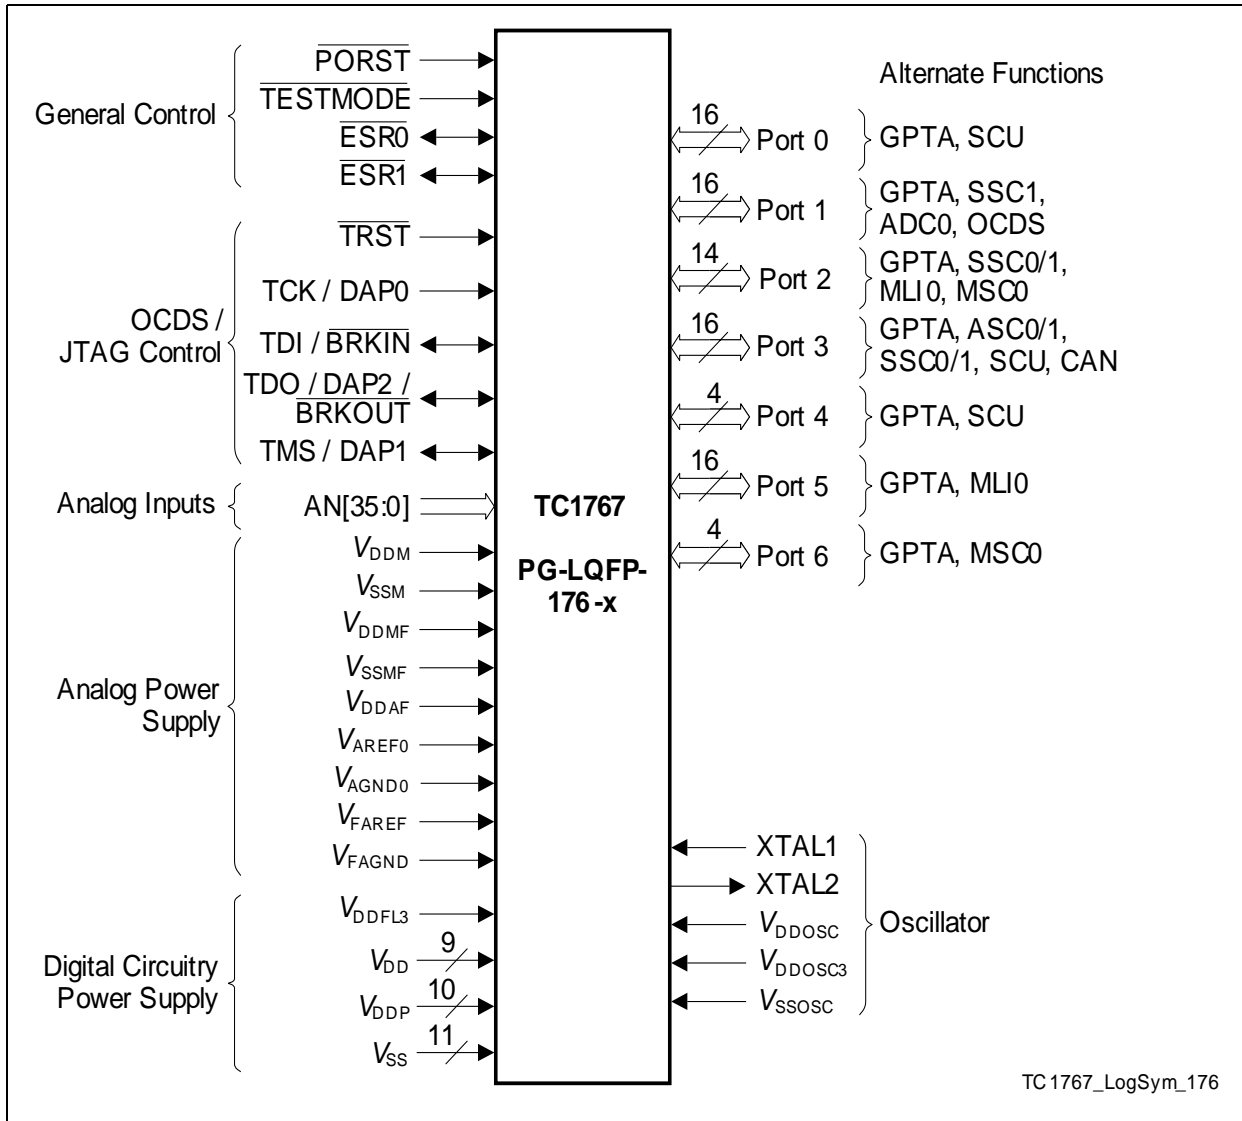 General Control
PORST
TESTMODE
ESR0
ESR1
OCDS /
JTAG Control
TRST
TCK / DAP0
TDI / BRKIN
TDO / DAP2 /
BRKOUT
TMS / DAP1
Analog Inputs
AN[35:0]
Analog Power
Supply
VDDM
VSSM
VDDMF
VSSMF
VDDAF
VAREF0
VAGND0
VFAREF
VFAGND
Digital Circuitry
Power Supply
VDDFL3
VDD
9
VDDP
10
VSS
11
TC1767
PG-LQFP-
176-x
Alternate Functions
16
Port 0
GPTA, SCU
16
Port 1
GPTA, SSC1,
ADC0, OCDS
14
Port 2
GPTA, SSC0/1,
MLI0, MSC0
16
Port 3
GPTA, ASC0/1,
SSC0/1, SCU, CAN
4
Port 4
GPTA, SCU
16
Port 5
GPTA, MLI0
4
Port 6
GPTA, MSC0
XTAL1
XTAL2
VDDOSC
VDDOSC3
VSSOSC
Oscillator
TC1767_LogSym_176